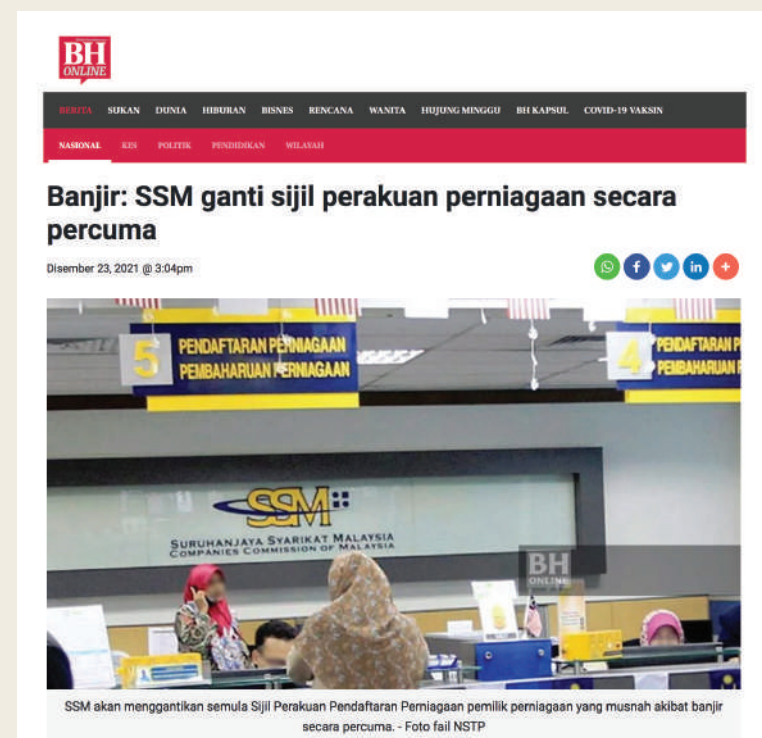 BH
ONLINE
BERITA SUKAN DUNIA HIBURAN BISNES RENCANA WANITA HUJUNG MINGGU BH KAPSUL COVID-19 VAKSIN
NASIONAL KES POLITIK PENDIDIKAN WILAYAH
Banjir: SSM ganti sijil perakuan perniagaan secara
percuma
Disember 23, 2021 @ 3:04pm
5 PENDAFTARAN PERNIAGAAN
PEMBAHARUAN PERNIAGAAN
4 PENDAFTARAN P
PEMBAHARUAN
SSM
SURUHANJAYA SYARIKAT MALAYSIA
COMPANIES COMMISSION OF MALAYSIA
BH
ONLINE
SSM akan menggantikan semula Sijil Perakuan Pendaftaran Perniagaan pemilik perniagaan yang musnah akibat banjir
secara percuma. - Foto fail NSTP